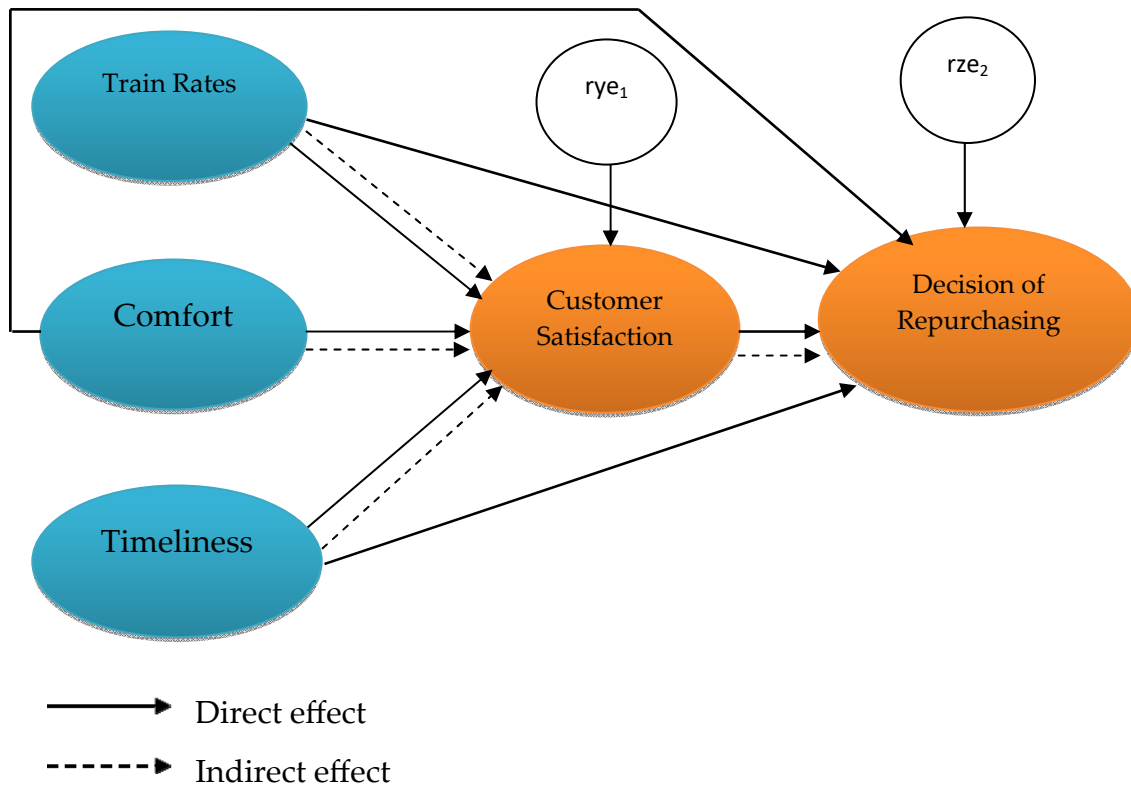 Train Rates
rye₁
rze₂
Comfort
Customer
Satisfaction
Decision of
Repurchasing
Timeliness
Direct effect
Indirect effect